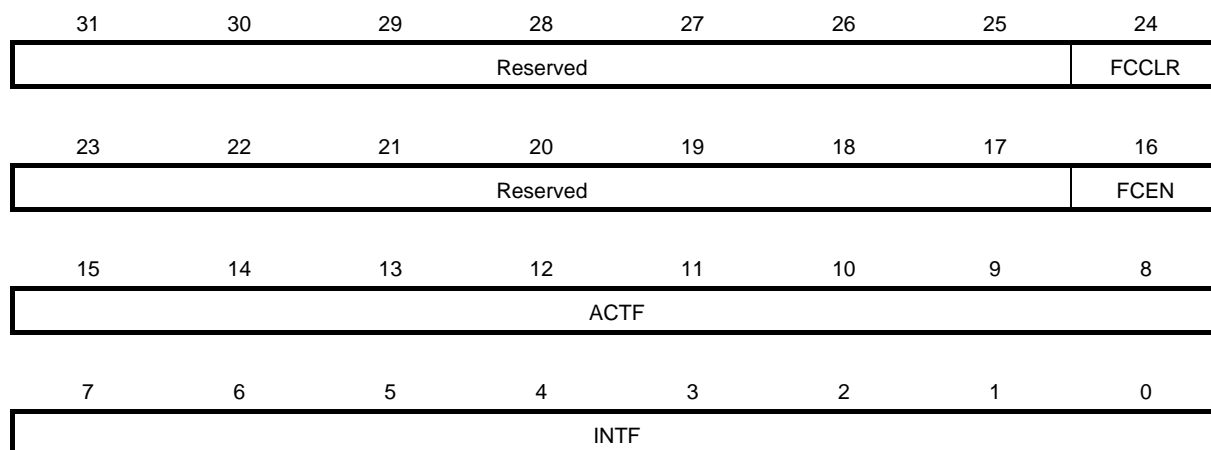 31 30 29 28 27 26 25 24
Reserved FCCLR
23 22 21 20 19 18 17 16
Reserved FCEN
15 14 13 12 11 10 9 8
ACTF
7 6 5 4 3 2 1 0
INTF